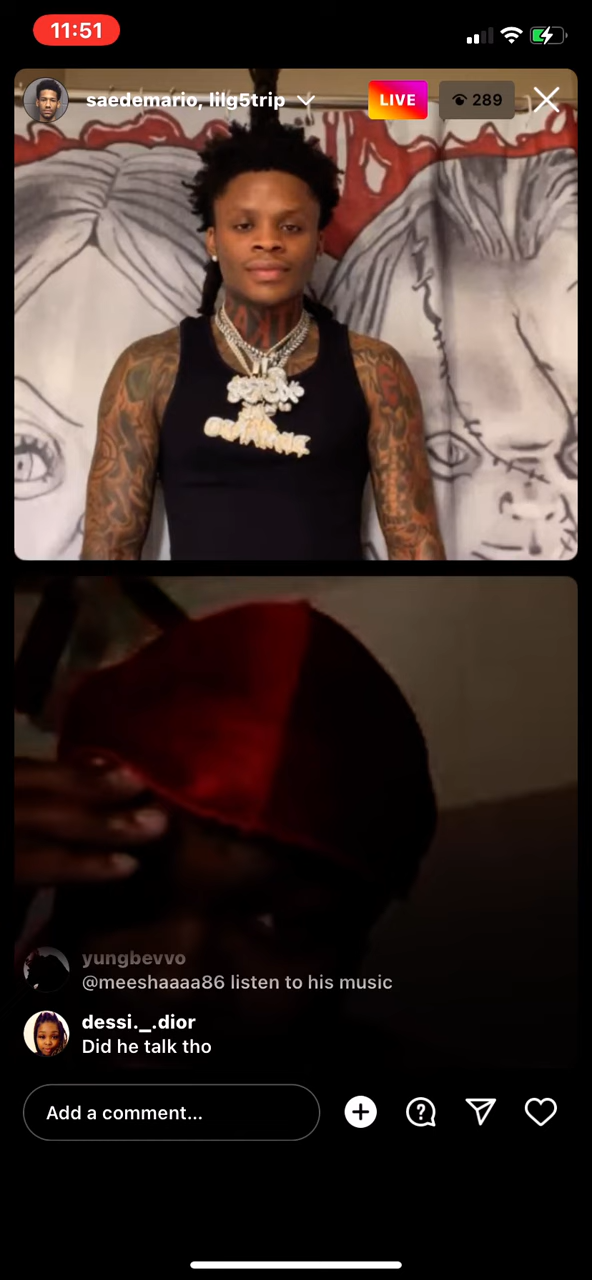 11:51
saedemario, lilg5trip
LIVE
289
yungbevvo
@meeshaaaa86 listen to his music
dessi._.dior
Did he talk tho
Add a comment...